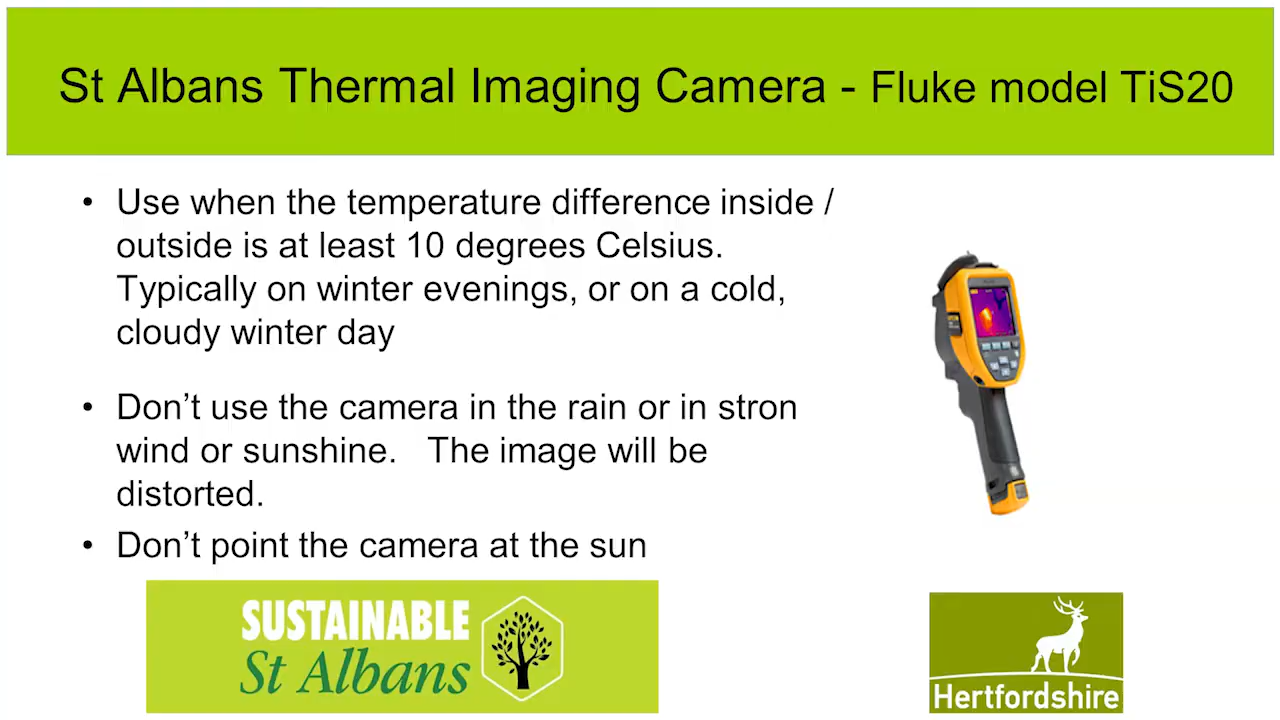 St Albans Thermal Imaging Camera - Fluke model TiS20
• Use when the temperature difference inside /
outside is at least 10 degrees Celsius.
Typically on winter evenings, or on a cold,
cloudy winter day
• Don’t use the camera in the rain or in stron
wind or sunshine. The image will be
distorted.
• Don’t point the camera at the sun
SUSTAINABLE
St Albans
Hertfordshire